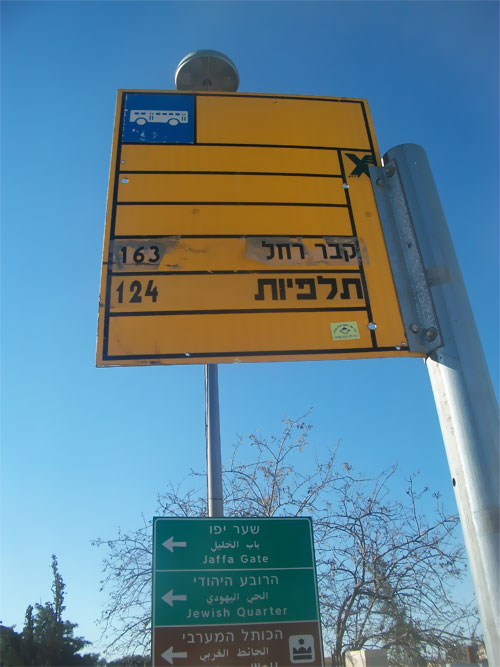 קבר רחל 163
תלפיות 124
שער יפו
باب الخليل
Jaffa Gate
הרובע היהודי
الحي اليهودي
Jewish Quarter
הכותל המערבי
الحائط الغربي